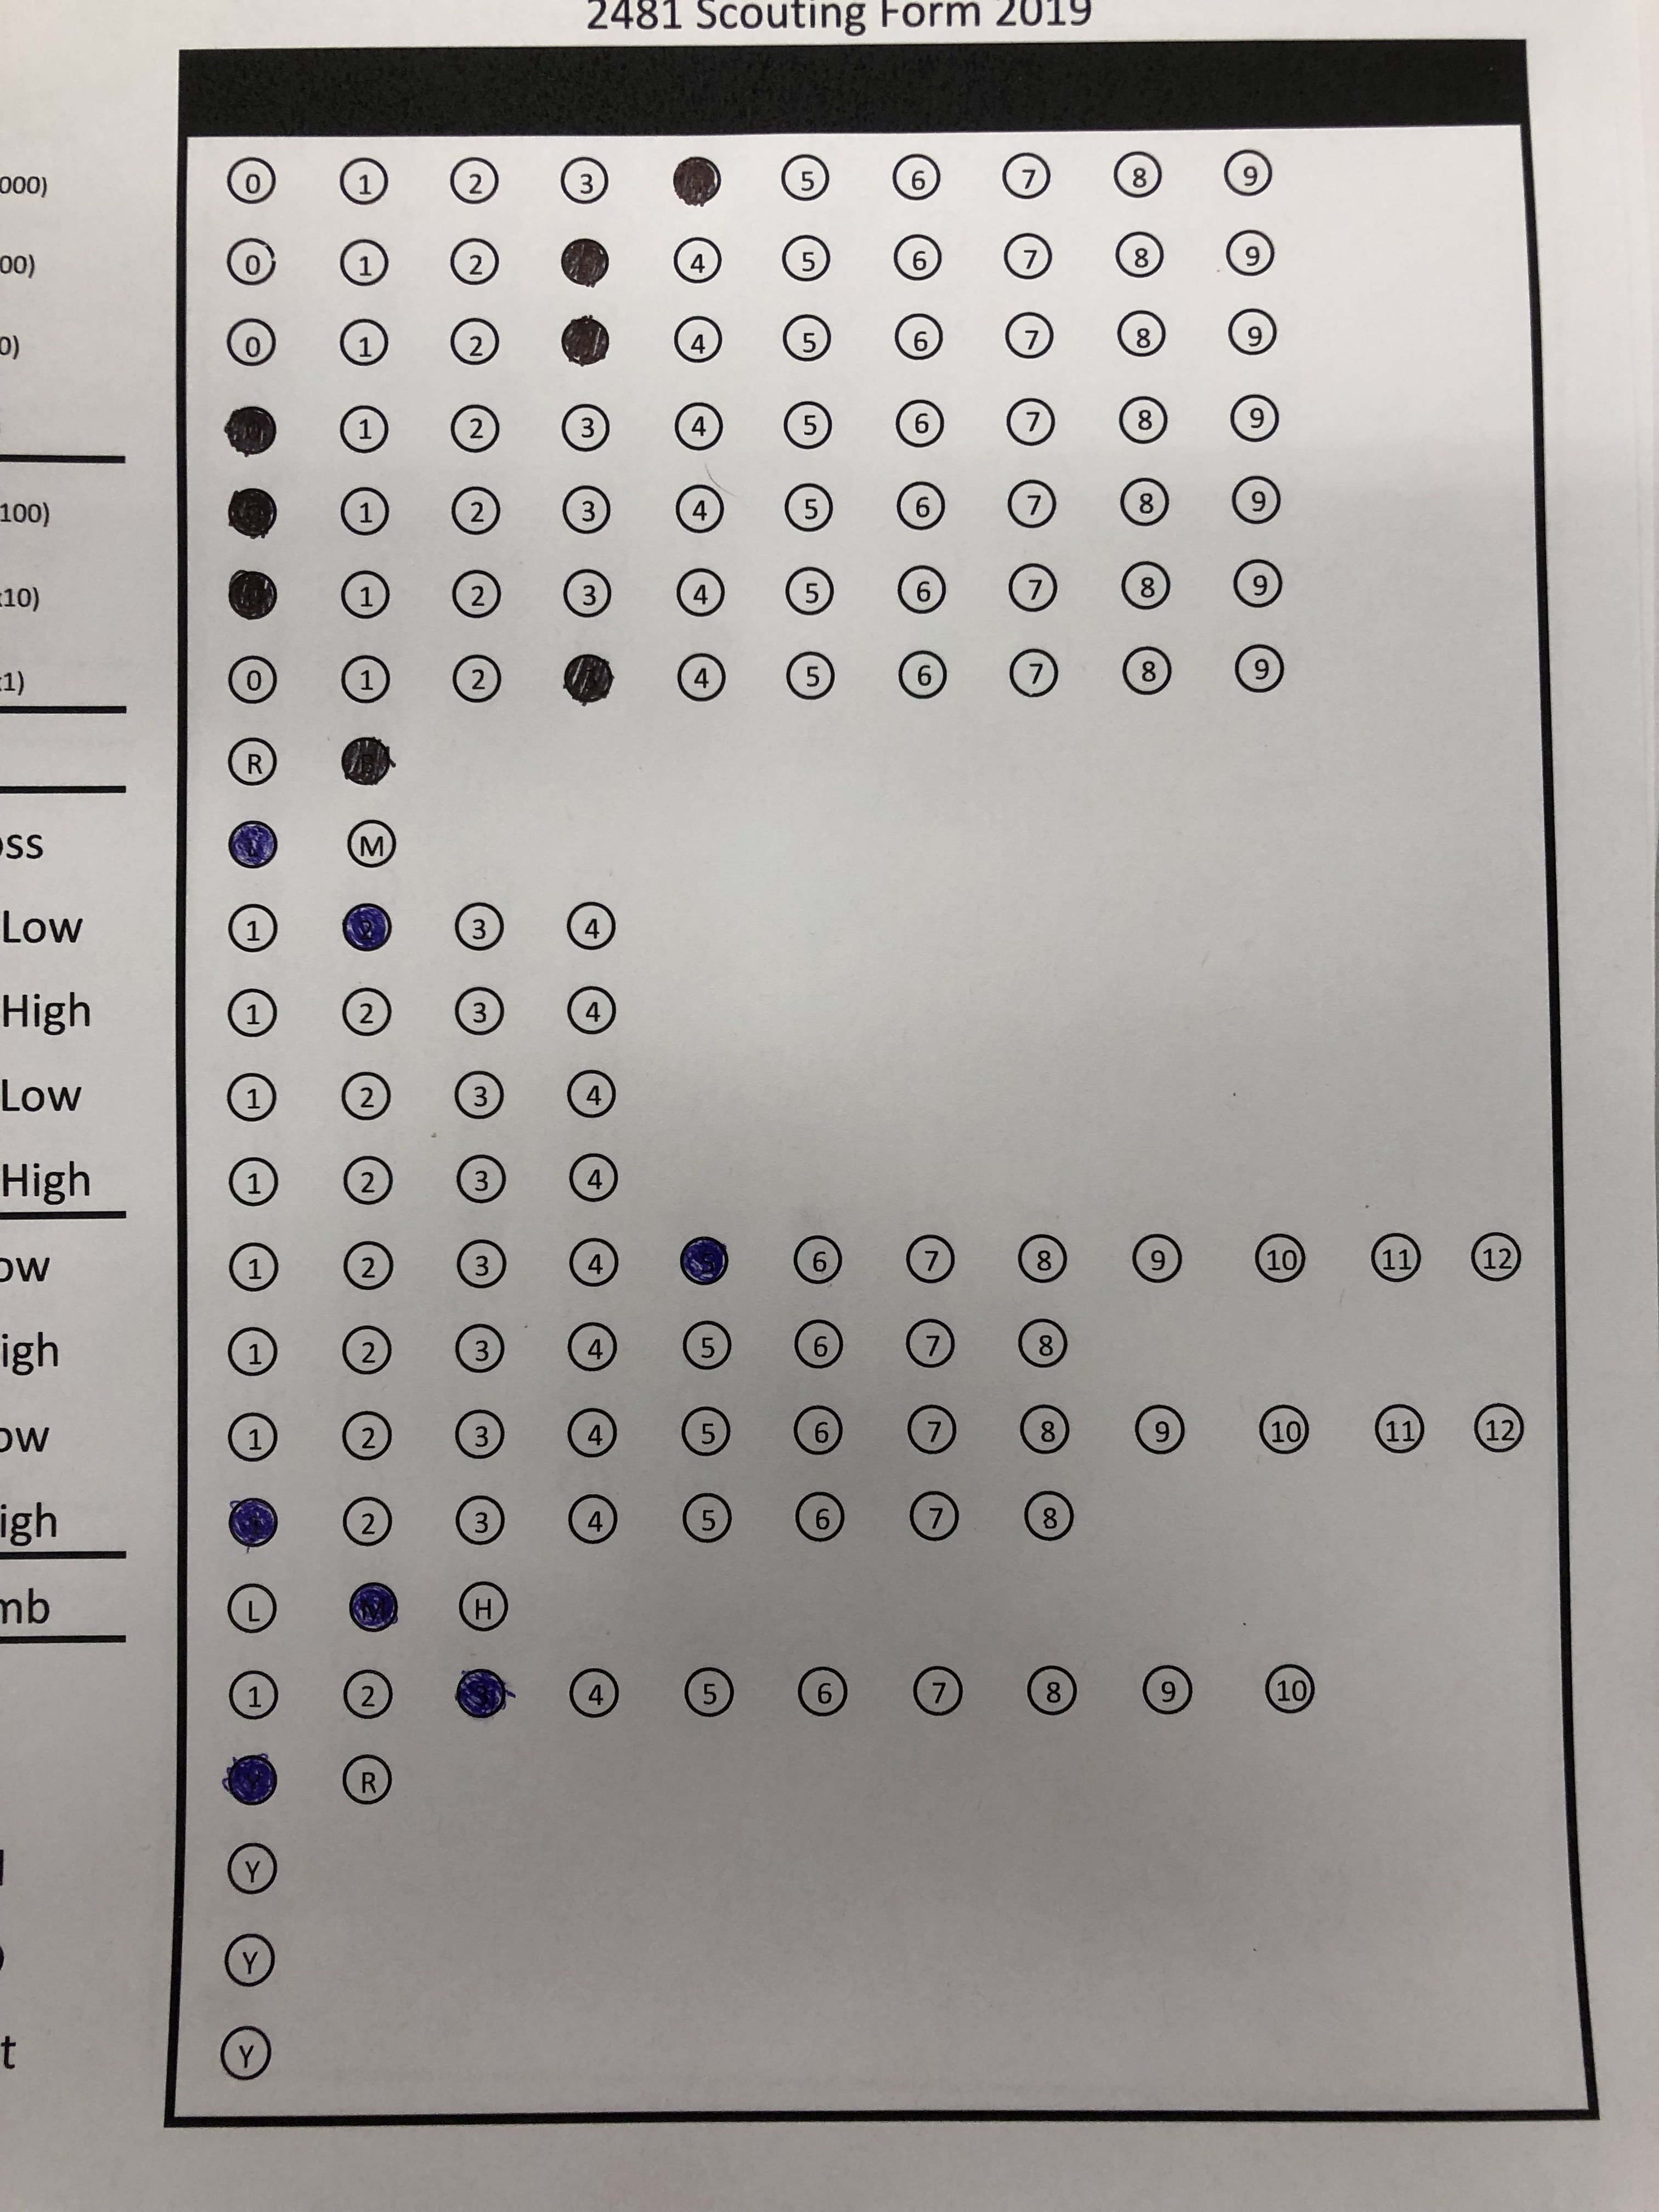 2481 Scouting Form 2019
000) 0 1 2 3 5 6 7 8 9
00) 0 1 2 4 5 6 7 8 9
0) 0 1 2 4 5 6 7 8 9
0 1 2 3 4 5 6 7 8 9
100) 1 2 3 4 5 6 7 8 9
x10) 1 2 3 4 5 6 7 8 9
x1) 0 1 2 4 5 6 7 8 9
R B
oss L M
Low 1 2 3 4
High 1 2 3 4
Low 1 2 3 4
High 1 2 3 4
ow 1 2 3 4 5 6 7 8 9 10 11 12
igh 1 2 3 4 5 6 7 8
ow 1 2 3 4 5 6 7 8 9 10 11 12
igh 1 2 3 4 5 6 7 8
mb L M H
1 2 3 4 5 6 7 8 9 10
Y R
Y
Y
t Y